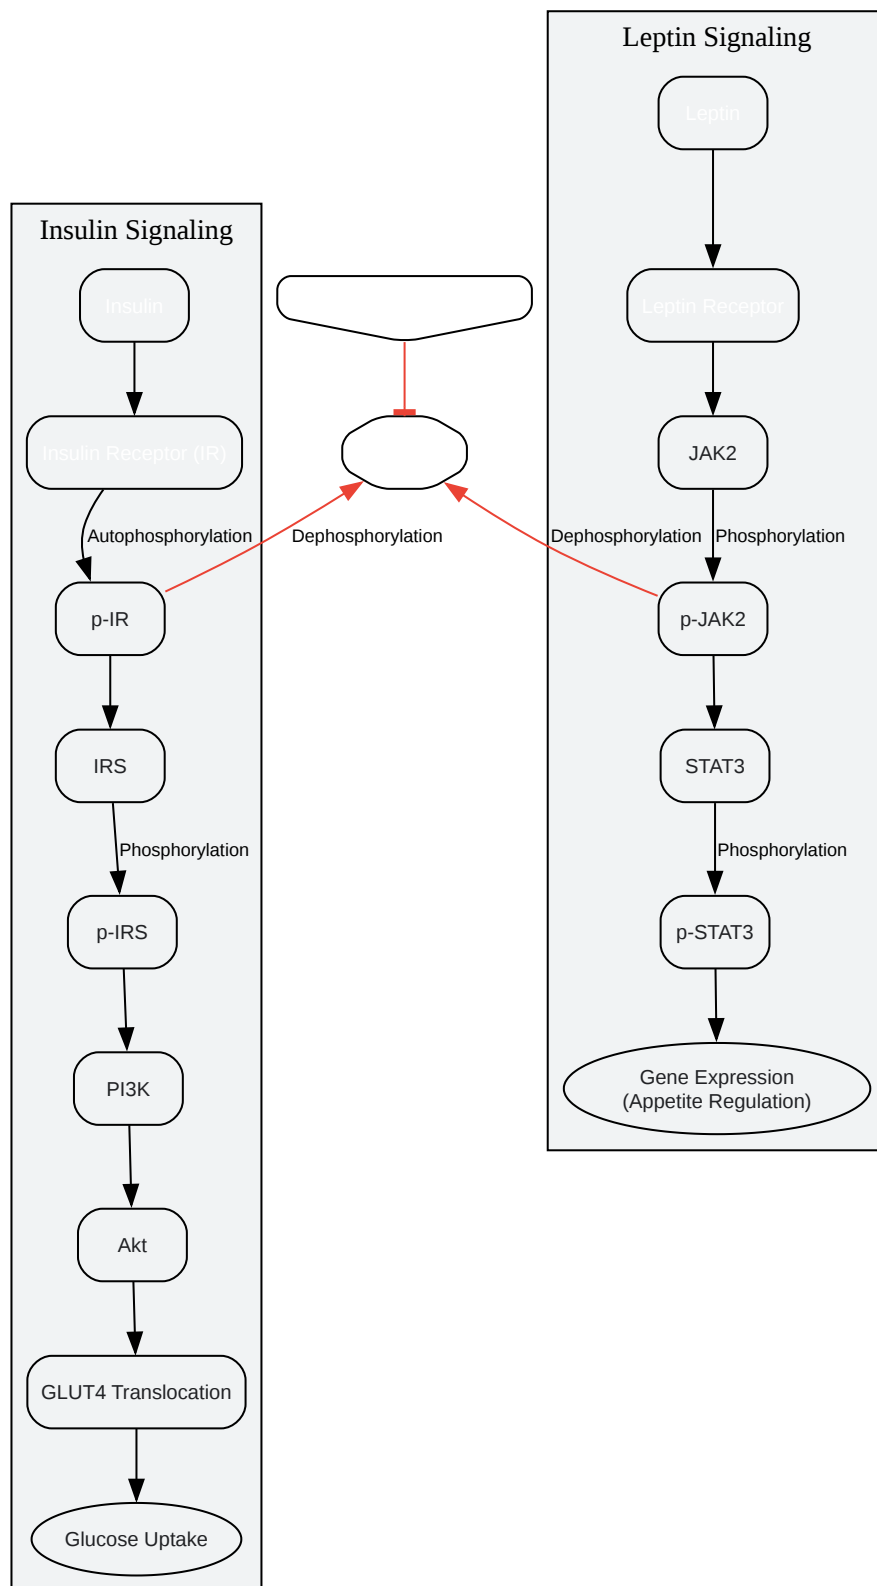 Leptin Signaling
Leptin
Insulin Signaling
Insulin
Leptin Receptor
Insulin Receptor (IR)
JAK2
Autophosphorylation
Dephosphorylation
Dephosphorylation
Phosphorylation
p-IR
p-JAK2
IRS
STAT3
Phosphorylation
Phosphorylation
p-IRS
p-STAT3
PI3K
Gene Expression
(Appetite Regulation)
Akt
GLUT4 Translocation
Glucose Uptake